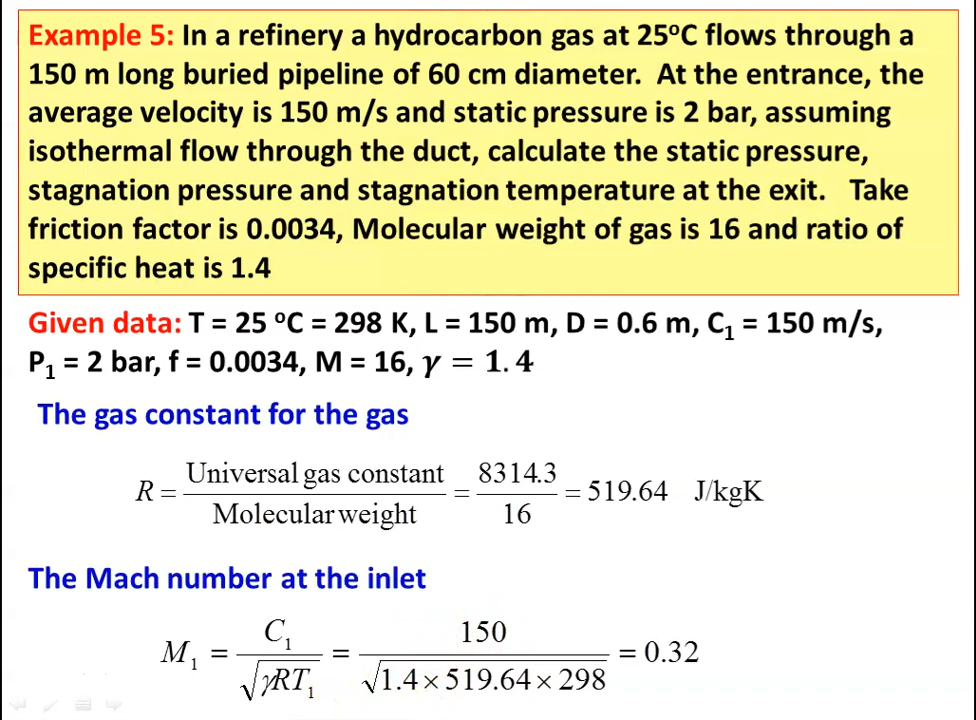 Example 5: In a refinery a hydrocarbon gas at 25°C flows through a
150 m long buried pipeline of 60 cm diameter. At the entrance, the
average velocity is 150 m/s and static pressure is 2 bar, assuming
isothermal flow through the duct, calculate the static pressure,
stagnation pressure and stagnation temperature at the exit. Take
friction factor is 0.0034, Molecular weight of gas is 16 and ratio of
specific heat is 1.4
Given data: T = 25 °C = 298 K, L = 150 m, D = 0.6 m, C₁ = 150 m/s,
P₁ = 2 bar, f = 0.0034, M = 16, γ = 1.4
The gas constant for the gas
R = Universal gas constant / Molecular weight = 8314.3 / 16 = 519.64 J/kgK
The Mach number at the inlet
M₁ = C₁ / √γRT₁ = 150 / √1.4 × 519.64 × 298 = 0.32